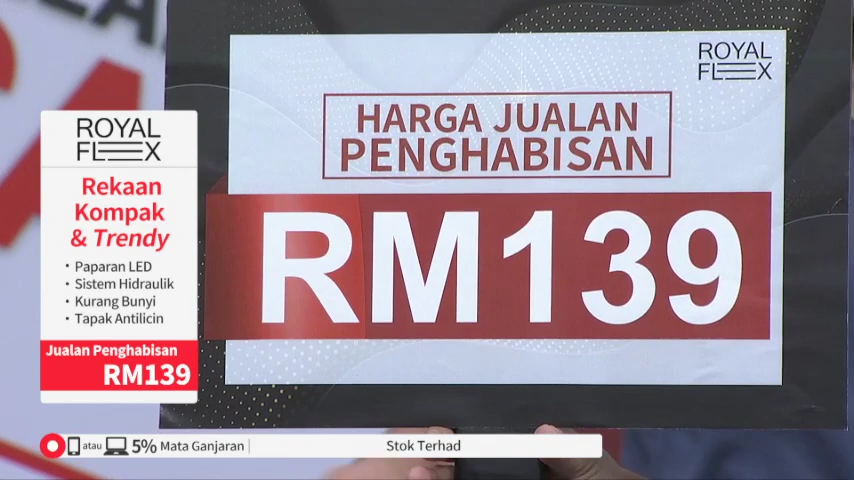 ROYAL
FLEX
HARGA JUALAN
PENGHABISAN
RM139
ROYAL
FLEX
Rekaan
Kompak
& Trendy
• Paparan LED
• Sistem Hidraulik
• Kurang Bunyi
• Tapak Antilicin
Jualan Penghabisan
RM139
atau 5% Mata Ganjaran
Stok Terhad